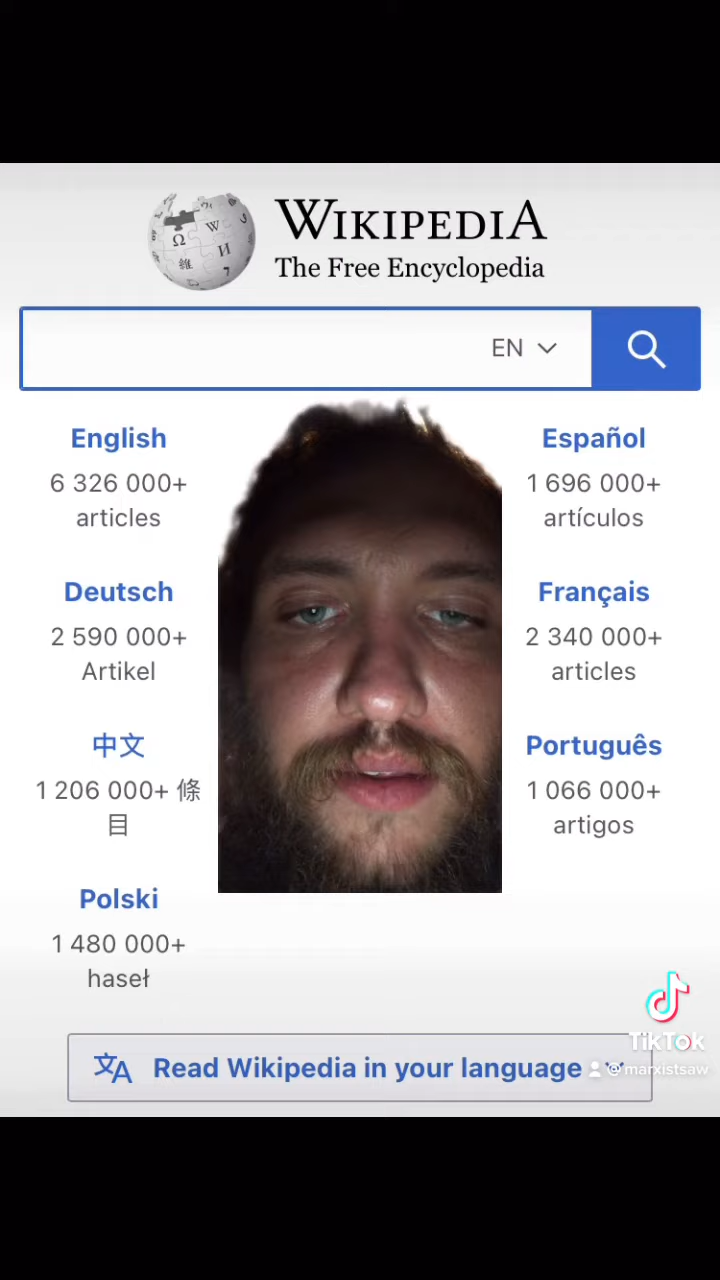 WIKIPEDIA
The Free Encyclopedia
EN
English
6 326 000+
articles
Español
1 696 000+
artículos
Deutsch
2 590 000+
Artikel
Français
2 340 000+
articles
中文
1 206 000+ 條
目
Português
1 066 000+
artigos
Polski
1 480 000+
haseł
Read Wikipedia in your language
TikTok
@marxistsaw